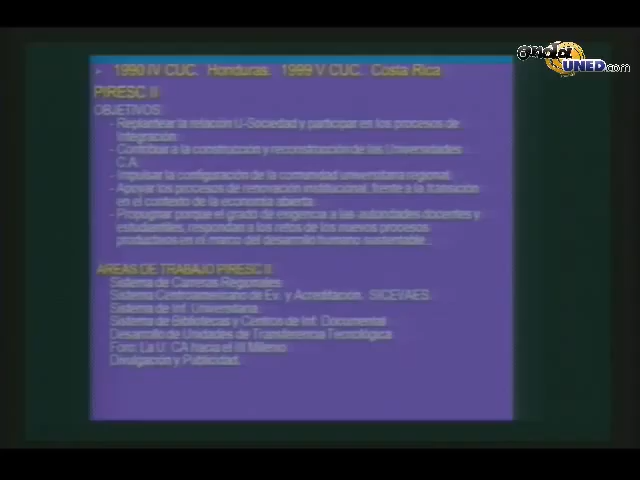 onda
UNED.com
1990 IV CUC. Honduras. 1999 V CUC. Costa Rica
PIRESC II
OBJETIVOS:
- Replantear la relación U-Sociedad y participar en los procesos de
Integración.
- Contribuir a la construcción y reconstrucción de las Universidades
C.A.
- Impulsar la configuración de la comunidad universitaria regional.
- Apoyar los procesos de renovación institucional, frente a la transición
en el contexto de la economía abierta.
- Propugnar porque el grado de exigencia a las autoridades docentes y
estudiantiles, respondan a los retos de los nuevos procesos
productivos en el marco del desarrollo humano sustentable.
ÁREAS DE TRABAJO PIRESC II
Sistema de Carreras Regionales
Sistema Centroamericano de Ev. y Acreditación. SICEVAES.
Sistema de Inf. Universitaria.
Sistema de Bibliotecas y Centros de Inf. Documental
Desarrollo de Unidades de Transferencia Tecnológica
Foro: La U. CA hacia el III Milenio
Divulgación y Publicidad.